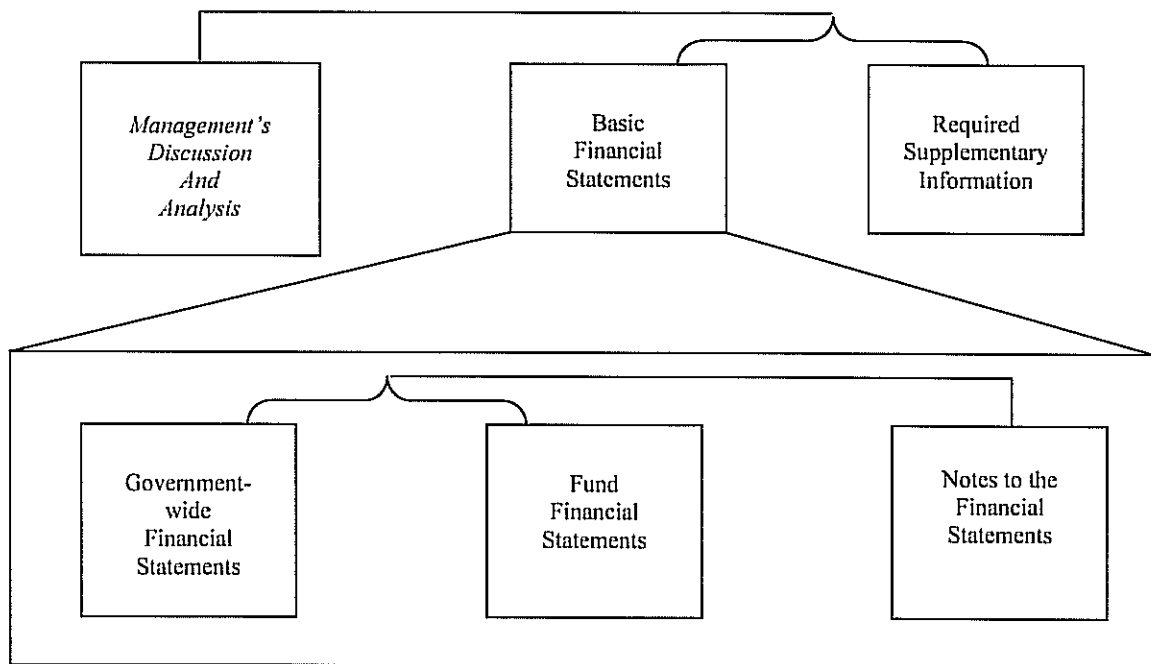 Management's
Discussion
And
Analysis
Basic
Financial
Statements
Required
Supplementary
Information
Government-
wide
Financial
Statements
Fund
Financial
Statements
Notes to the
Financial
Statements